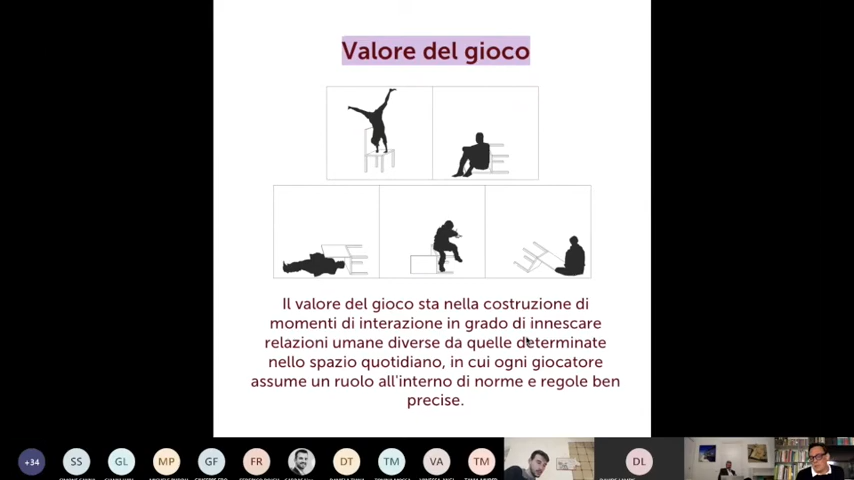 Valore del gioco
Il valore del gioco sta nella costruzione di
momenti di interazione in grado di innescare
relazioni umane diverse da quelle determinate
nello spazio quotidiano, in cui ogni giocatore
assume un ruolo all'interno di norme e regole ben
precise.
+34
SS
GL
MP
GF
FR
DT
TM
VA
TM
DL